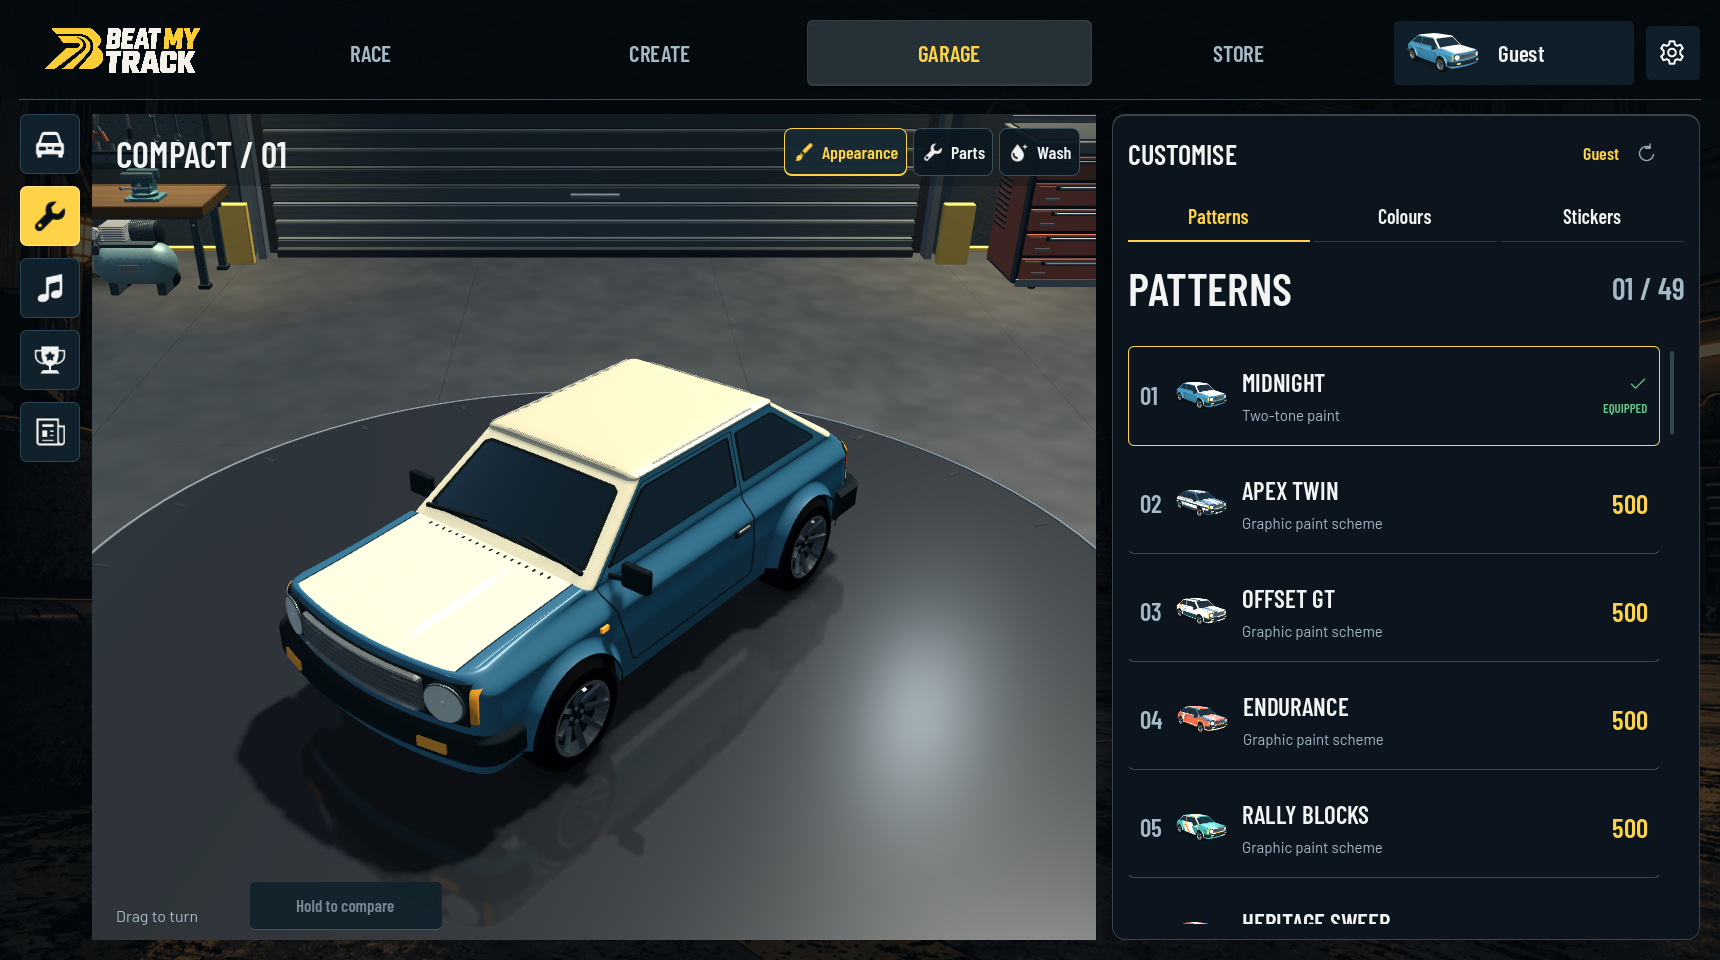 BEAT MY
TRACK
RACE
CREATE
GARAGE
STORE
Guest
COMPACT / 01
Appearance
Parts
Wash
CUSTOMISE
Guest
Patterns
Colours
Stickers
PATTERNS
01 / 49
01
MIDNIGHT
Two-tone paint
EQUIPPED
02
APEX TWIN
Graphic paint scheme
500
03
OFFSET GT
Graphic paint scheme
500
04
ENDURANCE
Graphic paint scheme
500
05
RALLY BLOCKS
Graphic paint scheme
500
HERITAGE SWEEP
Drag to turn
Hold to compare